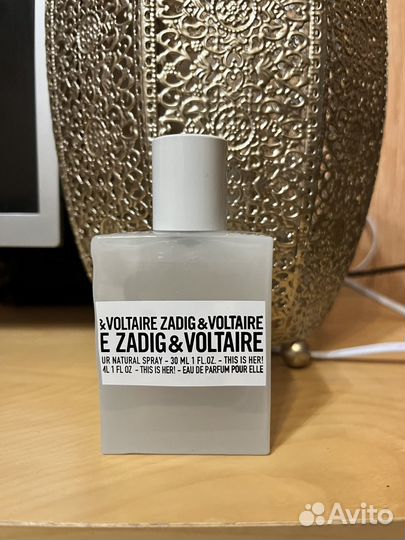 &VOLTAIRE ZADIG&VOLTAIRE
E ZADIG&VOLTAIRE
UR NATURAL SPRAY - 30 ML 1 FL.OZ. - THIS IS HER!
4L 1 FL OZ - THIS IS HER! - EAU DE PARFUM POUR ELLE
Avito